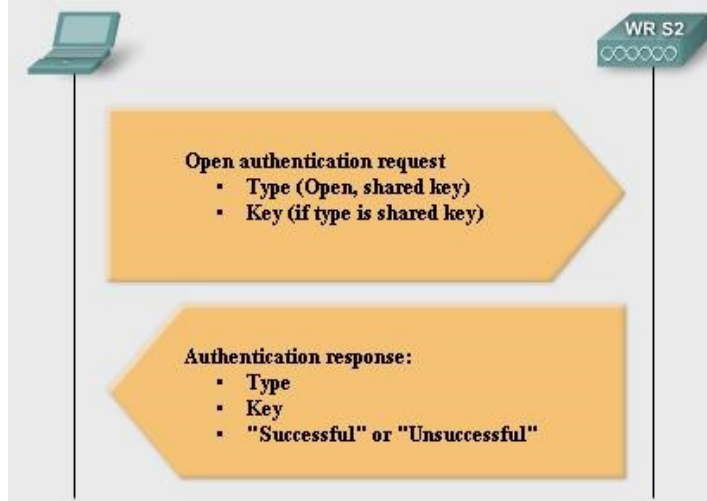 WR S2
Open authentication request
▪ Type (Open, shared key)
▪ Key (if type is shared key)
Authentication response:
▪ Type
▪ Key
▪ "Successful" or "Unsuccessful"